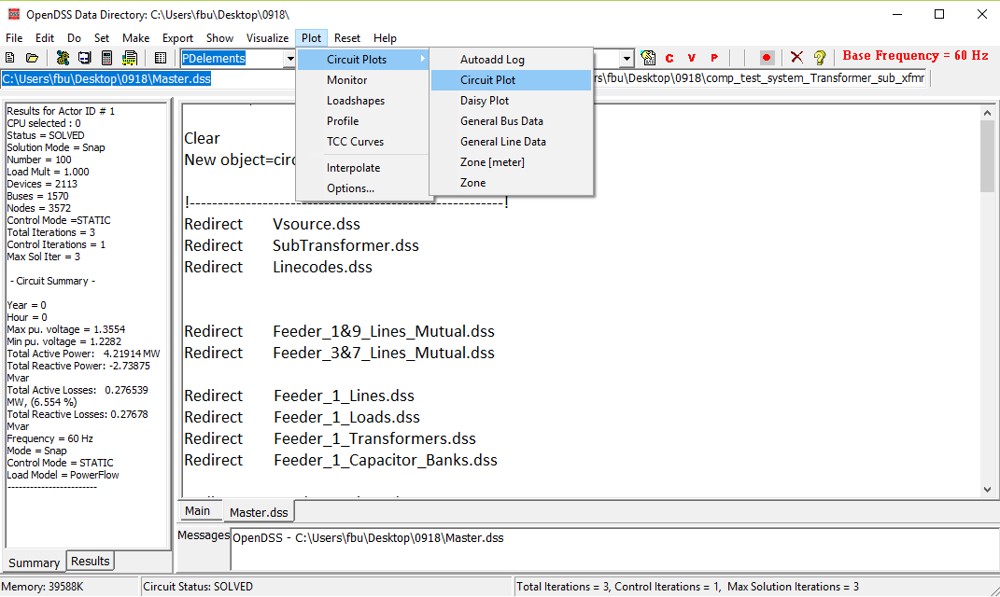 OpenDSS Data Directory: C:\Users\fbu\Desktop\0918\
File Edit Do Set Make Export Show Visualize Plot Reset Help
PDelements
C V P Base Frequency = 60 Hz
C:\Users\fbu\Desktop\0918\Master.dss
rs\fbu\Desktop\0918\comp_test_system_Transformer_sub_xfmr
Circuit Plots
Monitor
Loadshapes
Profile
TCC Curves
Interpolate
Options...
Autoadd Log
Circuit Plot
Daisy Plot
General Bus Data
General Line Data
Zone [meter]
Zone
Results for Actor ID # 1
CPU selected : 0
Status = SOLVED
Solution Mode = Snap
Number = 100
Load Mult = 1.000
Devices = 2113
Buses = 1570
Nodes = 3572
Control Mode =STATIC
Total Iterations = 3
Control Iterations = 1
Max Sol Iter = 3
- Circuit Summary -
Year = 0
Hour = 0
Max pu. voltage = 1.3554
Min pu. voltage = 1.2282
Total Active Power: 4.21914 MW
Total Reactive Power: -2.73875
Mvar
Total Active Losses: 0.276539
MW, (6.554 %)
Total Reactive Losses: 0.27678
Mvar
Frequency = 60 Hz
Mode = Snap
Control Mode = STATIC
Load Model = PowerFlow
-------------------------
Summary Results
Clear
New object=circ
!---------------------------------------------------------!
Redirect Vsource.dss
Redirect SubTransformer.dss
Redirect Linecodes.dss
Redirect Feeder_1&9_Lines_Mutual.dss
Redirect Feeder_3&7_Lines_Mutual.dss
Redirect Feeder_1_Lines.dss
Redirect Feeder_1_Loads.dss
Redirect Feeder_1_Transformers.dss
Redirect Feeder_1_Capacitor_Banks.dss
Main Master.dss
Messages OpenDSS - C:\Users\fbu\Desktop\0918\Master.dss
Memory: 39588K Circuit Status: SOLVED Total Iterations = 3, Control Iterations = 1, Max Solution Iterations = 3